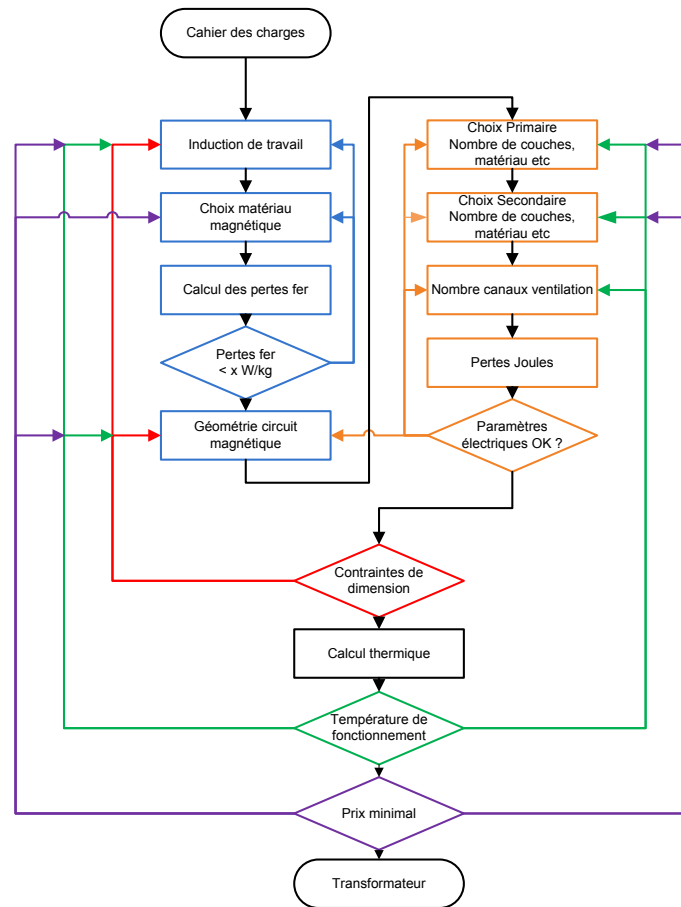 Cahier des charges
Induction de travail
Choix matériau
magnétique
Calcul des pertes fer
Pertes fer
< x W/kg
Géométrie circuit
magnétique
Choix Primaire
Nombre de couches,
matériau etc
Choix Secondaire
Nombre de couches,
matériau etc
Nombre canaux ventilation
Pertes Joules
Paramètres
électriques OK ?
Contraintes de
dimension
Calcul thermique
Température de
fonctionnement
Prix minimal
Transformateur